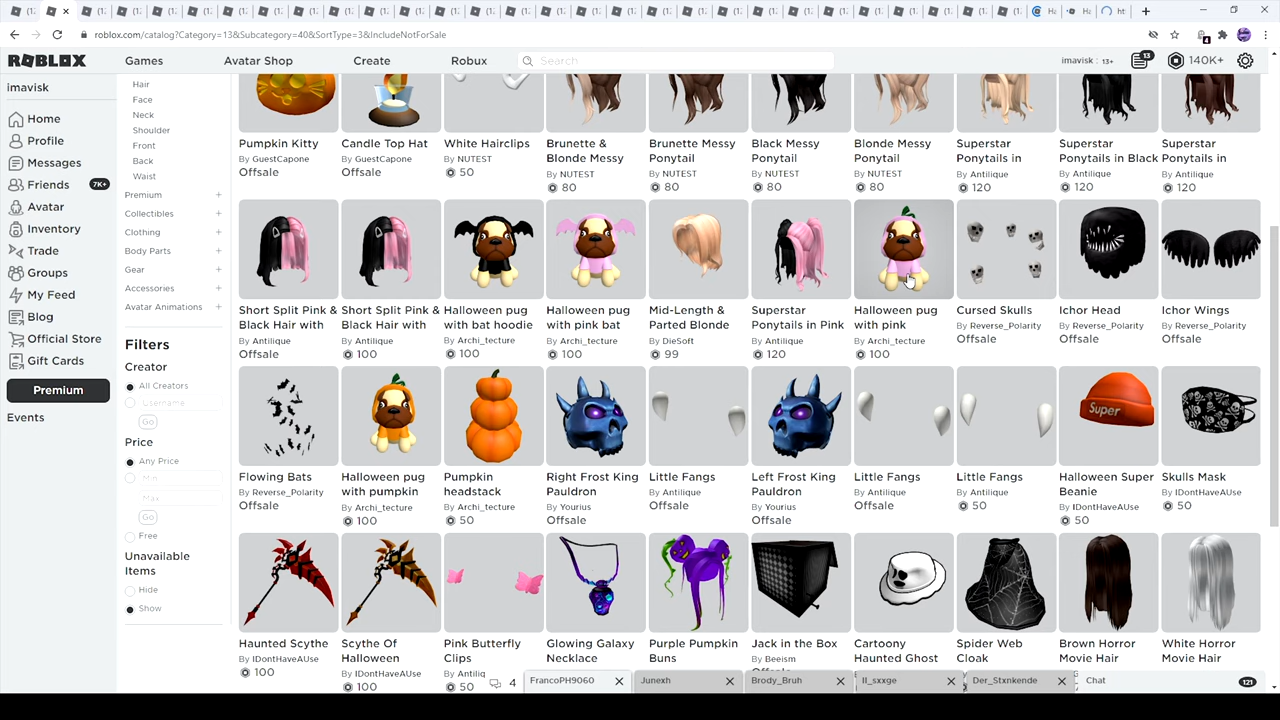 roblox.com/catalog?Category=13&Subcategory=40&SortType=3&IncludeNotForSale
4
ROBLOX
Games
Avatar Shop
Create
Robux
Search
imavisk : 13+
13
140K+
imavisk
Home
Profile
Messages
Friends
7K+
Avatar
Inventory
Trade
Groups
My Feed
Blog
Official Store
Gift Cards
Premium
Events
Hair
Face
Neck
Shoulder
Front
Back
Waist
Premium +
Collectibles +
Clothing +
Body Parts +
Gear +
Accessories +
Avatar Animations +
Filters
Creator
All Creators
Username
Go
Price
Any Price
Min
Max
Go
Free
Unavailable
Items
Hide
Show
Pumpkin Kitty
By GuestCapone
Offsale
Candle Top Hat
By GuestCapone
Offsale
White Hairclips
By NUTEST
50
Brunette &
Blonde Messy
By NUTEST
80
Brunette Messy
Ponytail
By NUTEST
80
Black Messy
Ponytail
By NUTEST
80
Blonde Messy
Ponytail
By NUTEST
80
Superstar
Ponytails in
By Antilique
120
Superstar
Ponytails in Black
By Antilique
120
Superstar
Ponytails in
By Antilique
120
Short Split Pink &
Black Hair with
By Antilique
Offsale
Short Split Pink &
Black Hair with
By Antilique
100
Halloween pug
with bat hoodie
By Archi_tecture
100
Halloween pug
with pink bat
By Archi_tecture
100
Mid-Length &
Parted Blonde
By DieSoft
99
Superstar
Ponytails in Pink
By Antilique
120
Halloween pug
with pink
By Archi_tecture
100
Cursed Skulls
By Reverse_Polarity
Offsale
Ichor Head
By Reverse_Polarity
Offsale
Ichor Wings
By Reverse_Polarity
Offsale
Flowing Bats
By Reverse_Polarity
Offsale
Halloween pug
with pumpkin
By Archi_tecture
100
Pumpkin
headstack
By Archi_tecture
50
Right Frost King
Pauldron
By Yourius
Offsale
Little Fangs
By Antilique
Offsale
Left Frost King
Pauldron
By Yourius
Offsale
Little Fangs
By Antilique
Offsale
Little Fangs
By Antilique
50
Super
Halloween Super
Beanie
By IDontHaveAUse
50
Skulls Mask
By IDontHaveAUse
50
Haunted Scythe
By IDontHaveAUse
100
Scythe Of
Halloween
By IDontHaveAUse
100
Pink Butterfly
Clips
By Antiliq
50
Glowing Galaxy
Necklace
Purple Pumpkin
Buns
Jack in the Box
By Beeism
Offsale
Cartoony
Haunted Ghost
Spider Web
Cloak
Brown Horror
Movie Hair
White Horror
Movie Hair
4
FrancoPH9060
Junexh
Brody_Bruh
Il_sxxge
Der_Stxnkende
Chat
121